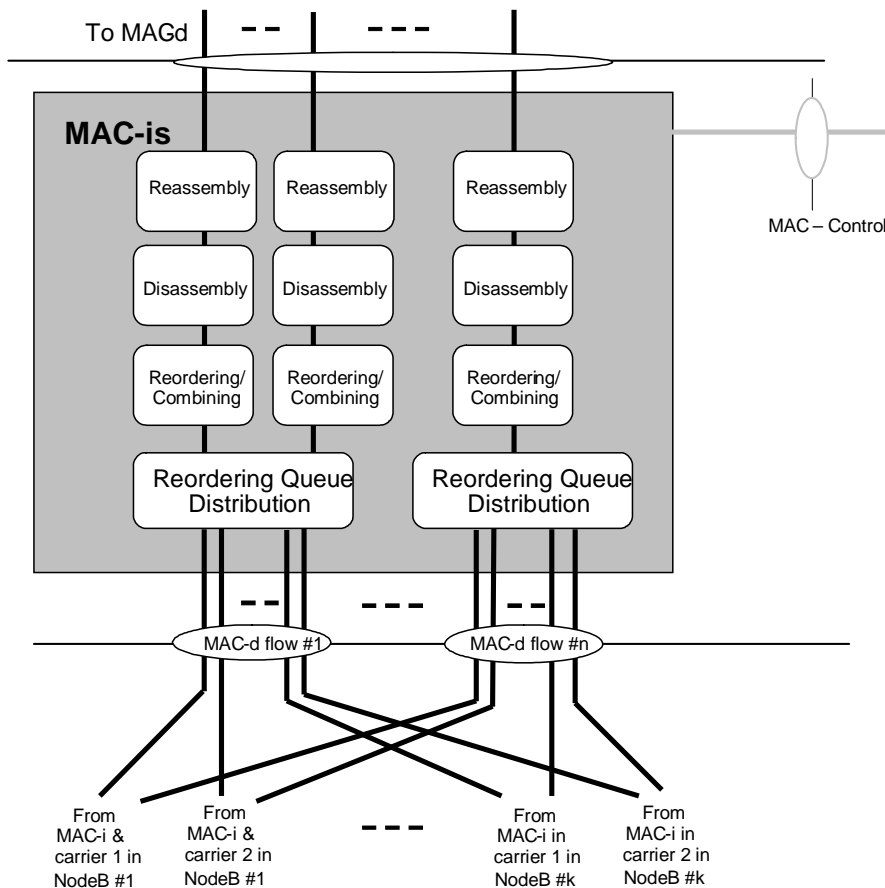 To MAGd
MAC-is
Reassembly
Reassembly
Reassembly
MAC – Control
Disassembly
Disassembly
Disassembly
Reordering/
Combining
Reordering/
Combining
Reordering/
Combining
Reordering Queue
Distribution
Reordering Queue
Distribution
MAC-d flow #1
MAC-d flow #n
From
MAC-i &
carrier 1 in
NodeB #1
From
MAC-i &
carrier 2 in
NodeB #1
From
MAC-i in
carrier 1 in
NodeB #k
From
MAC-i in
carrier 2 in
NodeB #k